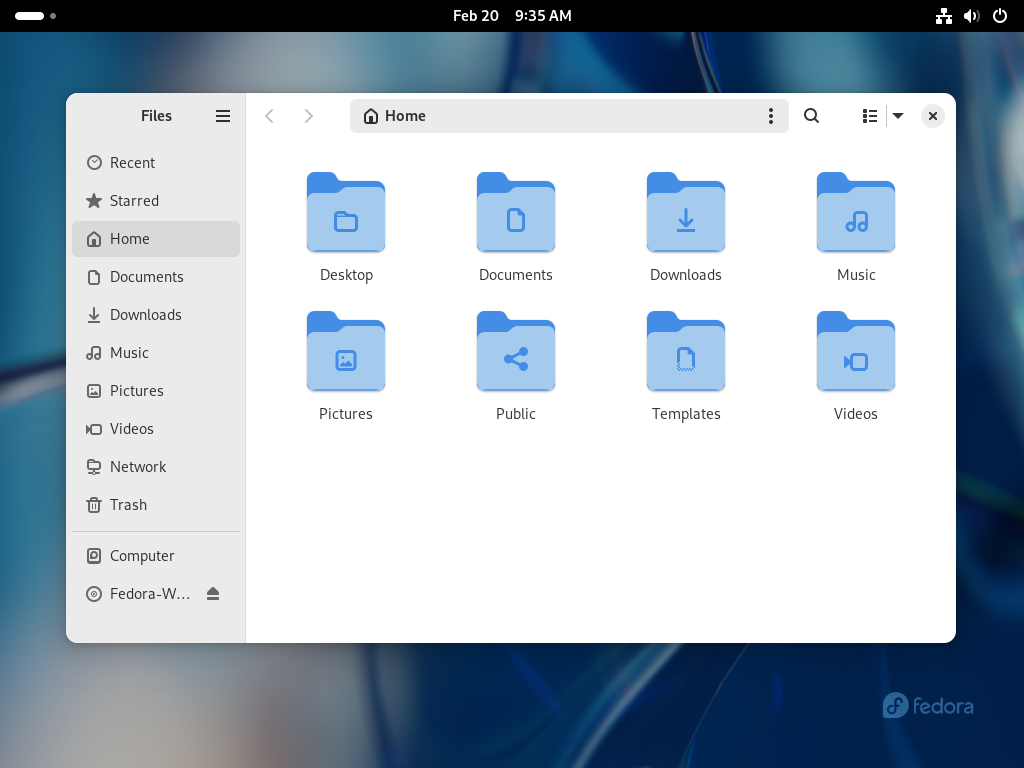 Feb 20 9:35 AM
Files
Home
Recent
Starred
Home
Documents
Downloads
Music
Pictures
Videos
Network
Trash
Computer
Fedora-W...
Desktop
Documents
Downloads
Music
Pictures
Public
Templates
Videos
fedora